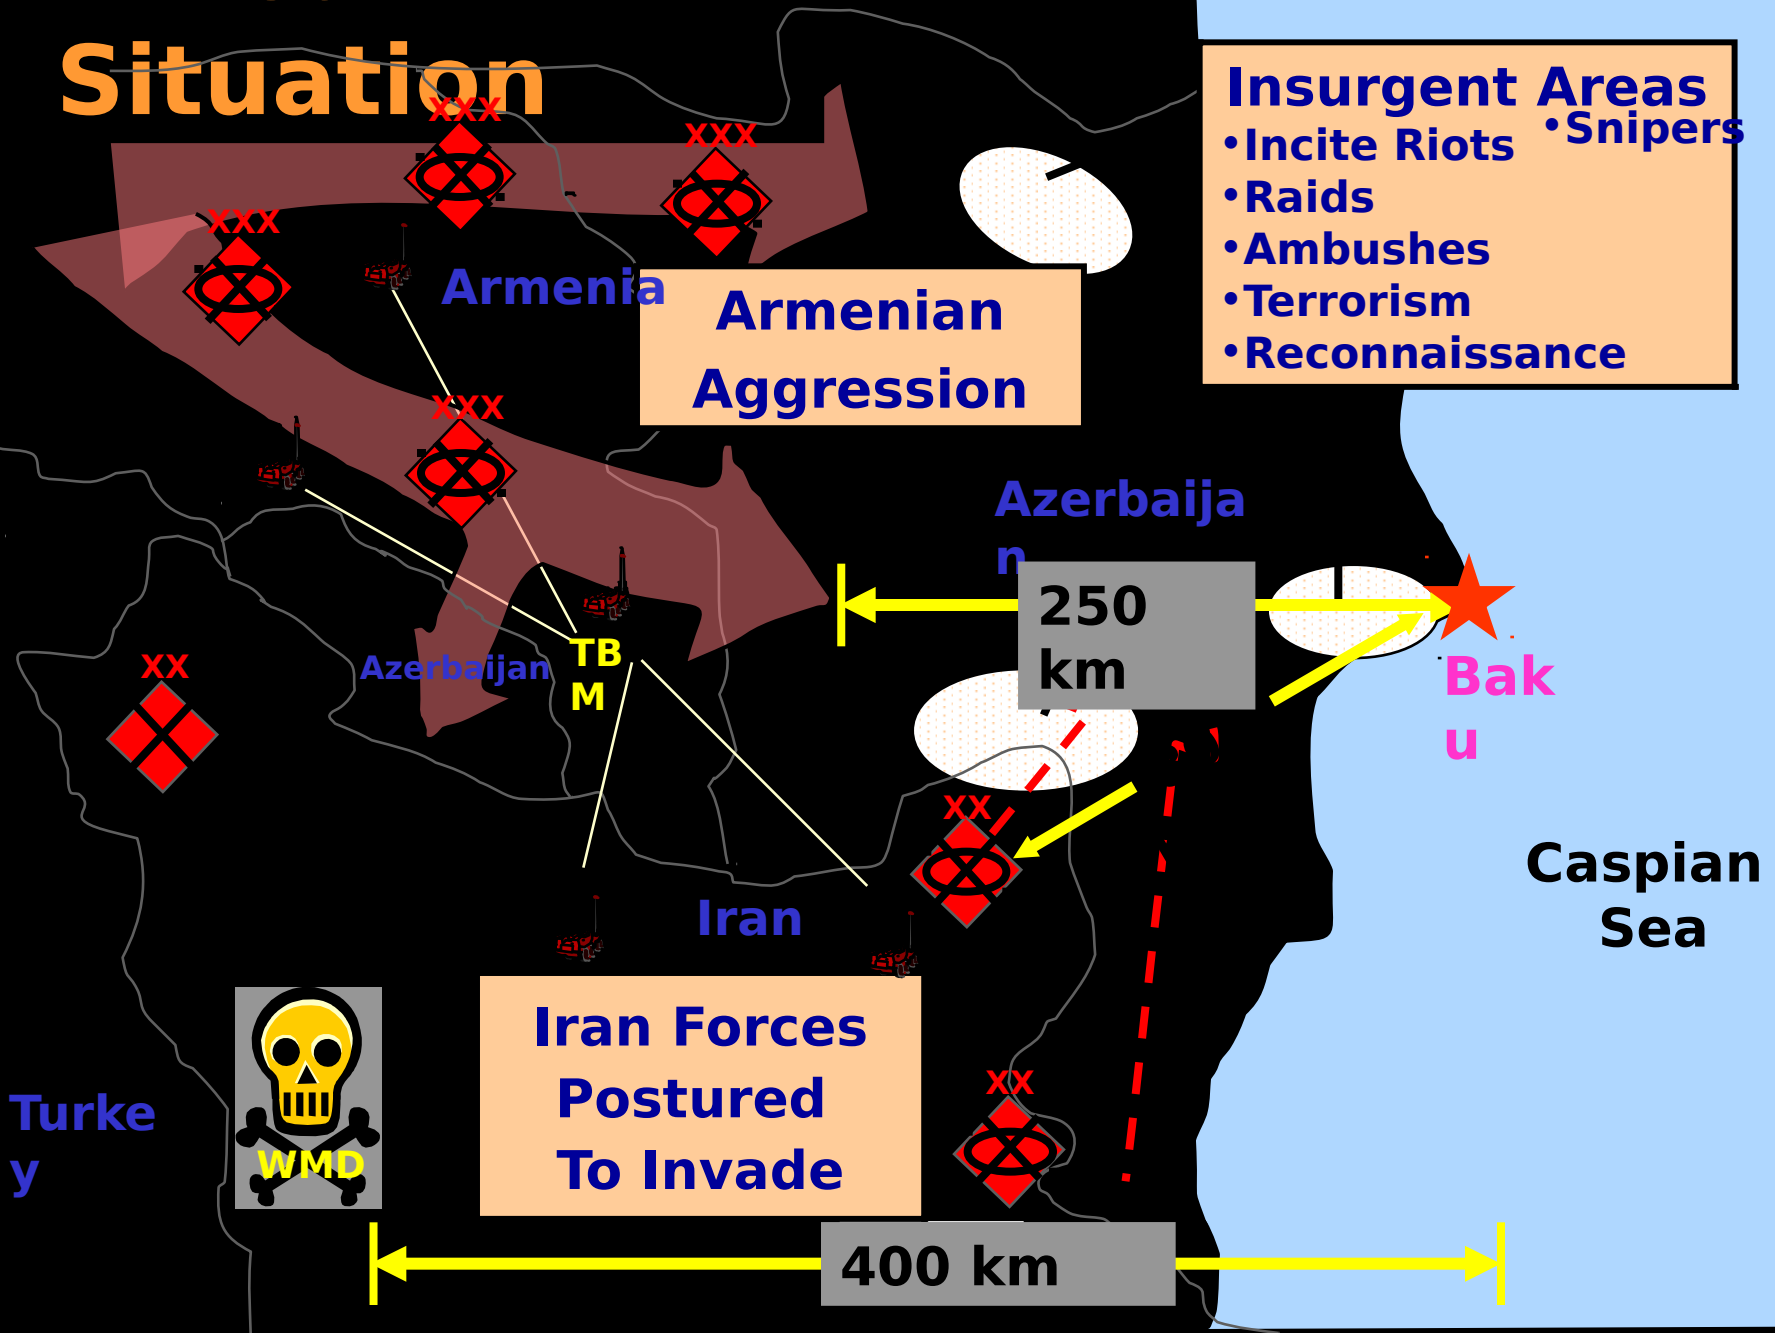 Situation
Insurgent Areas
•Incite Riots
•Snipers
•Raids
•Ambushes
•Terrorism
•Reconnaissance
XXX
XXX
XXX
Armenia
Armenian
Aggression
XXX
Azerbaija
n
250
km
XX
Azerbaijan
TB
M
Bak
u
XX
Caspian
Sea
Iran
Iran Forces
Postured
To Invade
XX
Turke
y
WMD
400 km